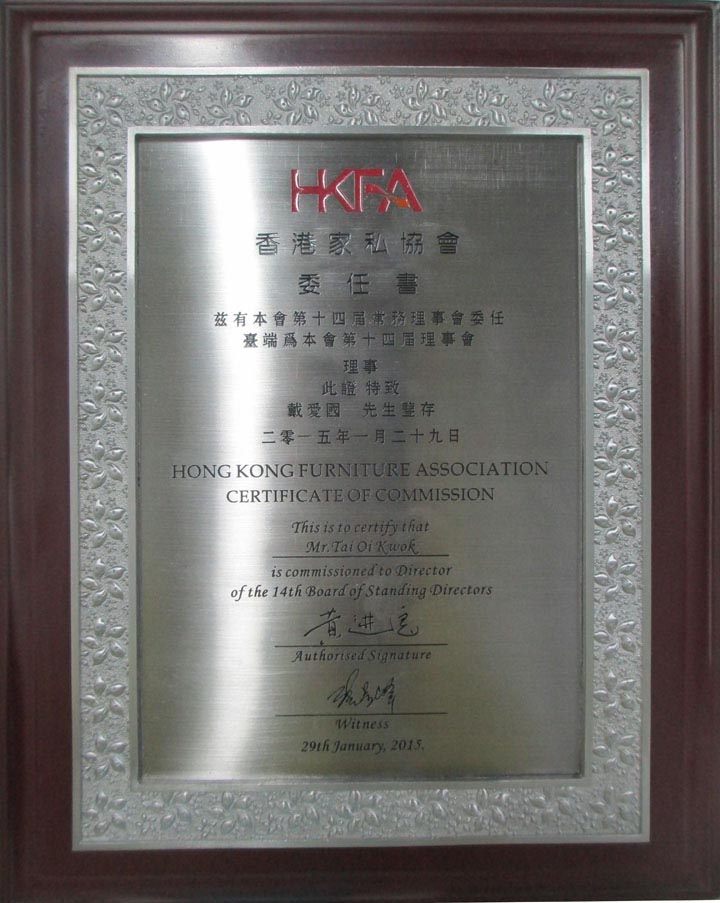 HKFA
香港家私協會
委任書
兹有本會第十四届常務理事會委任
臺端爲本會第十四届理事會
理事
此證 特致
戴愛國 先生鑒存
二零一五年一月二十九日
HONG KONG FURNITURE ASSOCIATION
CERTIFICATE OF COMMISSION
This is to certify that
Mr.Tai Oi Kwok
is commissioned to Director
of the 14th Board of Standing Directors
Authorised Signature
Witness
29th January, 2015.